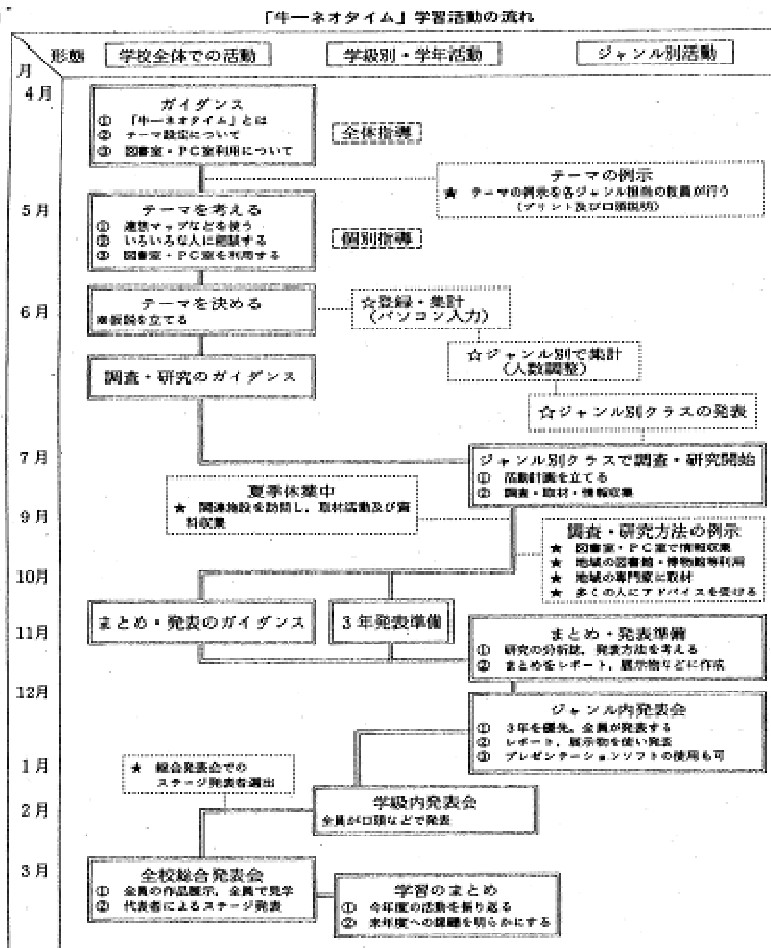 「牛一ネオタイム」学習活動の流れ
形態
月
学校全体での活動
学級別・学年活動
ジャンル別活動
4月
ガイダンス
① 「牛一ネオタイム」とは
② テーマ設定について
③ 図書室・PC室利用について
全体指導
テーマの例示
★ テーマの例示を各ジャンル担当の教員が行う
(プリント及び口頭説明)
5月
テーマを考える
① 連想マップなどを使う
② いろいろな人に相談する
③ 図書室・PC室を利用する
個別指導
6月
テーマを決める
※仮説を立てる
☆登録・集計
(パソコン入力)
☆ジャンル別で集計
(人数調整)
調査・研究のガイダンス
☆ジャンル別クラスの発表
7月
ジャンル別クラスで調査・研究開始
① 活動計画を立てる
② 調査・取材・情報収集
夏季休業中
★ 関連施設を訪問し、取材活動及び資
料収集
9月
調査・研究方法の例示
★ 図書室・PC室で情報収集
★ 地域の図書館・博物館等利用
★ 地域の専門家に取材
★ 多くの人にアドバイスを受ける
10月
まとめ・発表のガイダンス
3年発表準備
11月
まとめ・発表準備
① 研究の分析、発表方法を考える
② まとめをレポート、展示物などに作成
12月
ジャンル内発表会
① 3年を優先、全員が発表する
② レポート、展示物を使い発表
③ プレゼンテーションソフトの使用も可
1月
★ 総合発表会での
ステージ発表者選出
2月
学級内発表会
全員が口頭などで発表
3月
全校総合発表会
① 全員の作品展示、全員で見学
② 代表者によるステージ発表
学習のまとめ
① 今年度の活動を振り返る
② 来年度への課題を明らかにする